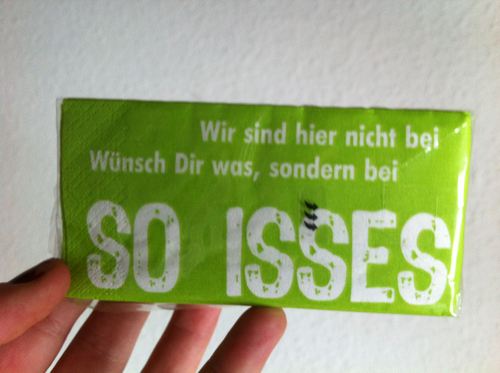 Wir sind hier nicht bei
Wünsch Dir was, sondern bei
SO ISSES